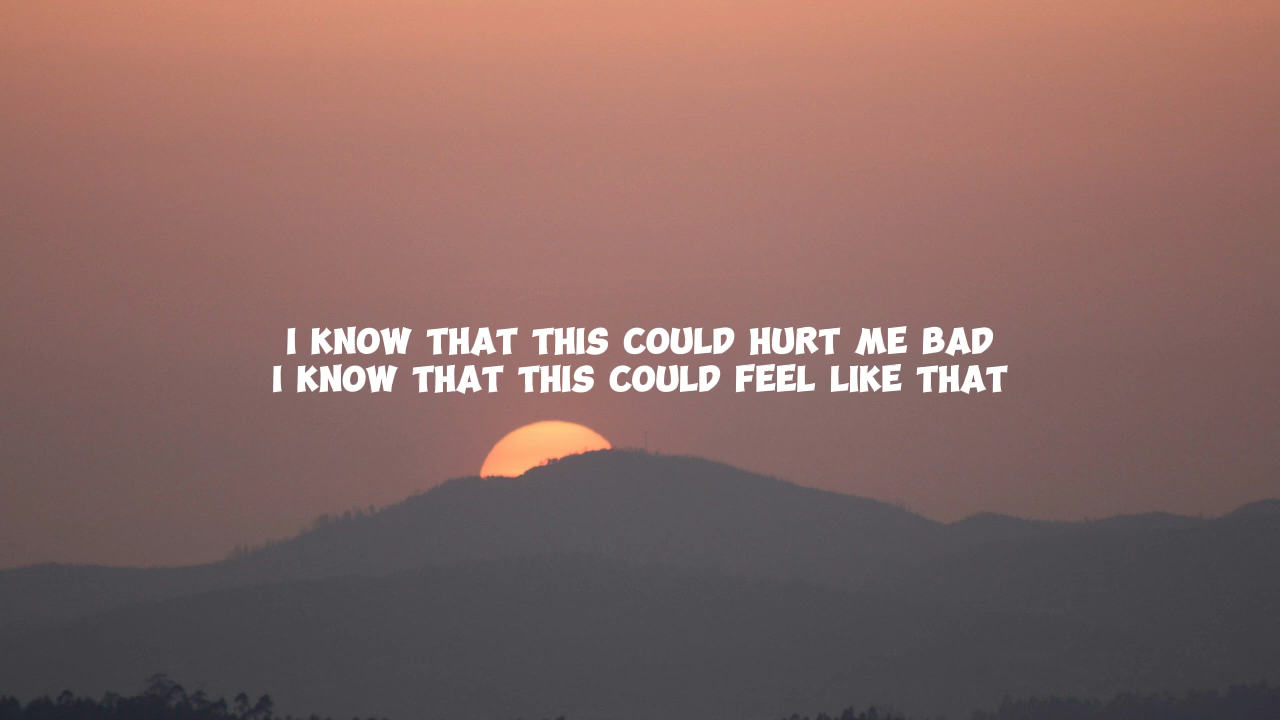 I KNOW THAT THIS COULD HURT ME BAD
I KNOW THAT THIS COULD FEEL LIKE THAT